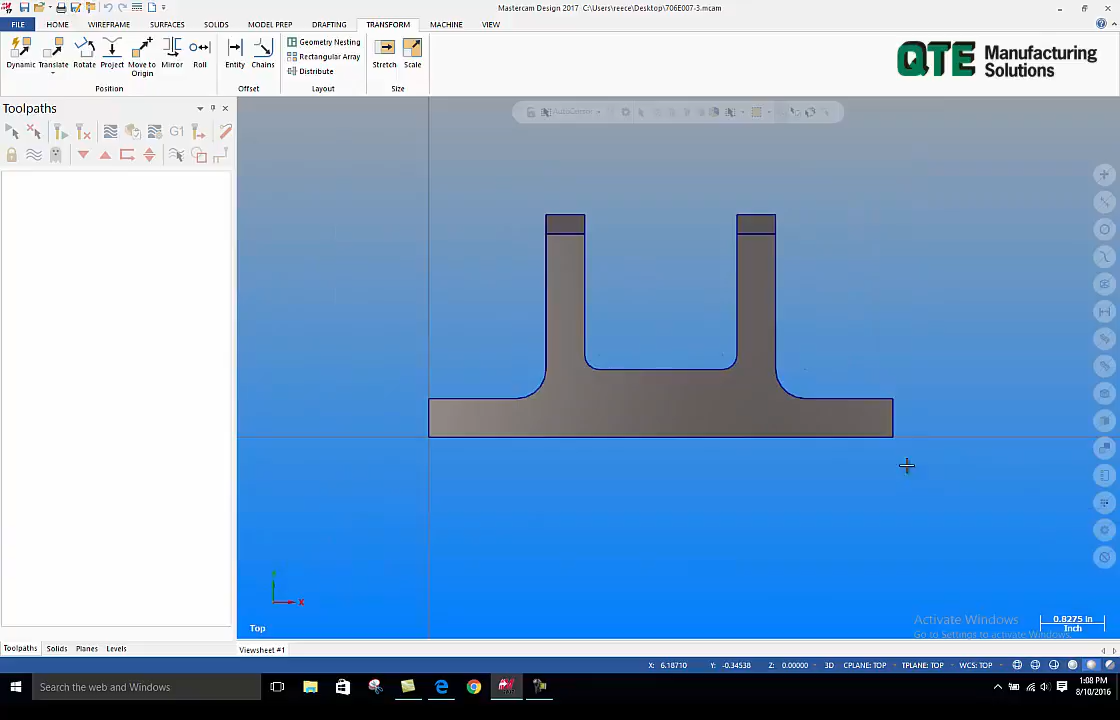 Mastercam Design 2017 C:\Users\reece\Desktop\706E007-3.mcam
FILE HOME WIREFRAME SURFACES SOLIDS MODEL PREP DRAFTING TRANSFORM MACHINE VIEW
Dynamic Translate Rotate Project Move to Origin Mirror Roll
Entity Chains
Geometry Nesting
Rectangular Array
Distribute
Stretch Scale
Position Offset Layout Size
QTE Manufacturing
Solutions
Toolpaths
G1
AutoCursor
X
Top
Activate Windows
Go to Settings to activate Windows.
0.8275 in
Inch
Toolpaths Solids Planes Levels
Viewsheet #1
X: 6.18710 Y: -0.34538 Z: 0.00000 3D CPLANE: TOP TPLANE: TOP WCS: TOP
Search the web and Windows
1:08 PM
8/10/2016